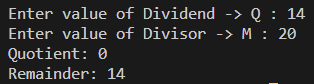 Enter value of Dividend -> Q : 14
Enter value of Divisor -> M : 20
Quotient: 0
Remainder: 14